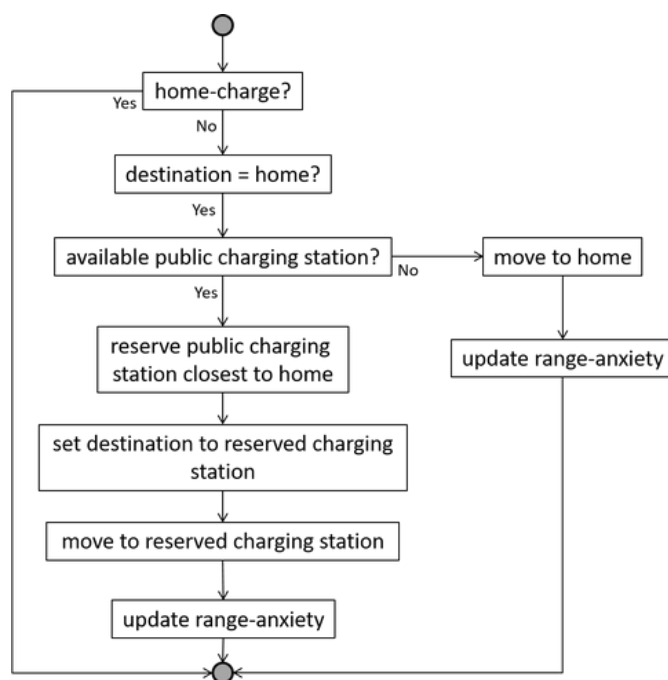 home-charge?
Yes
No
destination = home?
Yes
available public charging station?
No
move to home
Yes
reserve public charging
station closest to home
update range-anxiety
set destination to reserved charging
station
move to reserved charging station
update range-anxiety